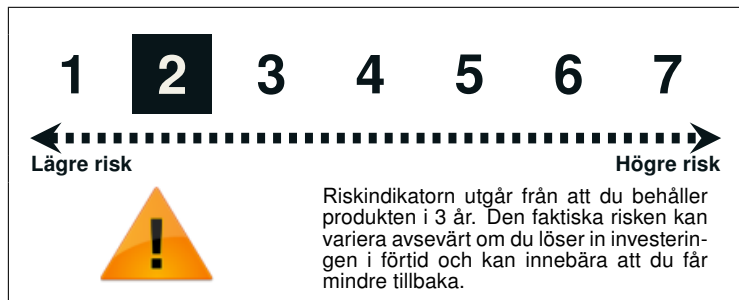 1 2 3 4 5 6 7
Lägre risk Högre risk
!
Riskindikatorn utgår från att du behåller
produkten i 3 år. Den faktiska risken kan
variera avsevärt om du löser in investerin-
gen i förtid och kan innebära att du får
mindre tillbaka.